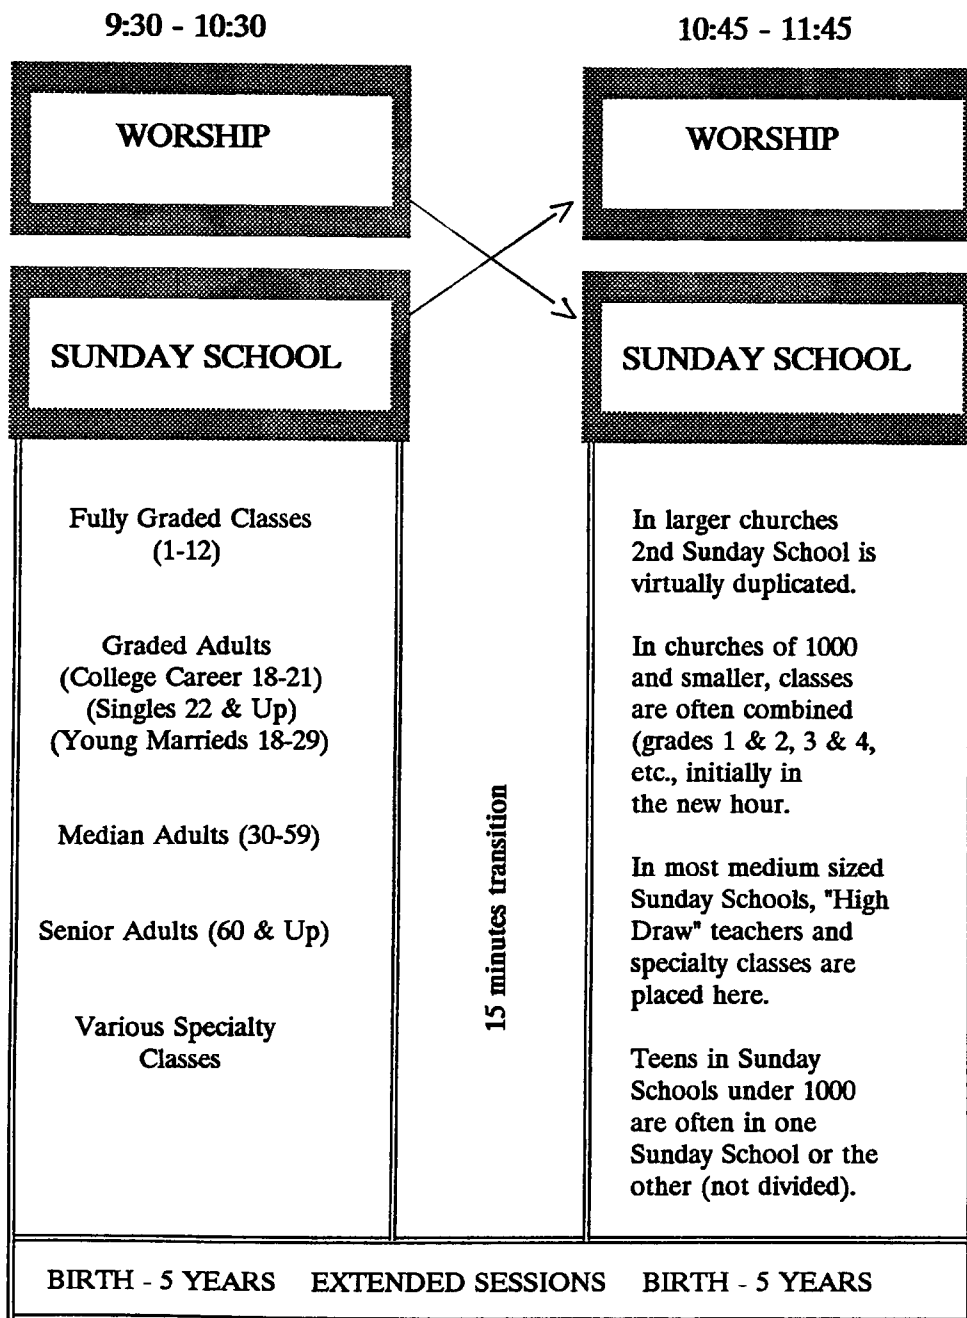 9:30 - 10:30
10:45 - 11:45
WORSHIP
WORSHIP
SUNDAY SCHOOL
SUNDAY SCHOOL
Fully Graded Classes
(1-12)
Graded Adults
(College Career 18-21)
(Singles 22 & Up)
(Young Marrieds 18-29)
Median Adults (30-59)
Senior Adults (60 & Up)
Various Specialty
Classes
15 minutes transition
In larger churches
2nd Sunday School is
virtually duplicated.
In churches of 1000
and smaller, classes
are often combined
(grades 1 & 2, 3 & 4,
etc., initially in
the new hour.
In most medium sized
Sunday Schools, "High
Draw" teachers and
specialty classes are
placed here.
Teens in Sunday
Schools under 1000
are often in one
Sunday School or the
other (not divided).
BIRTH - 5 YEARS EXTENDED SESSIONS BIRTH - 5 YEARS